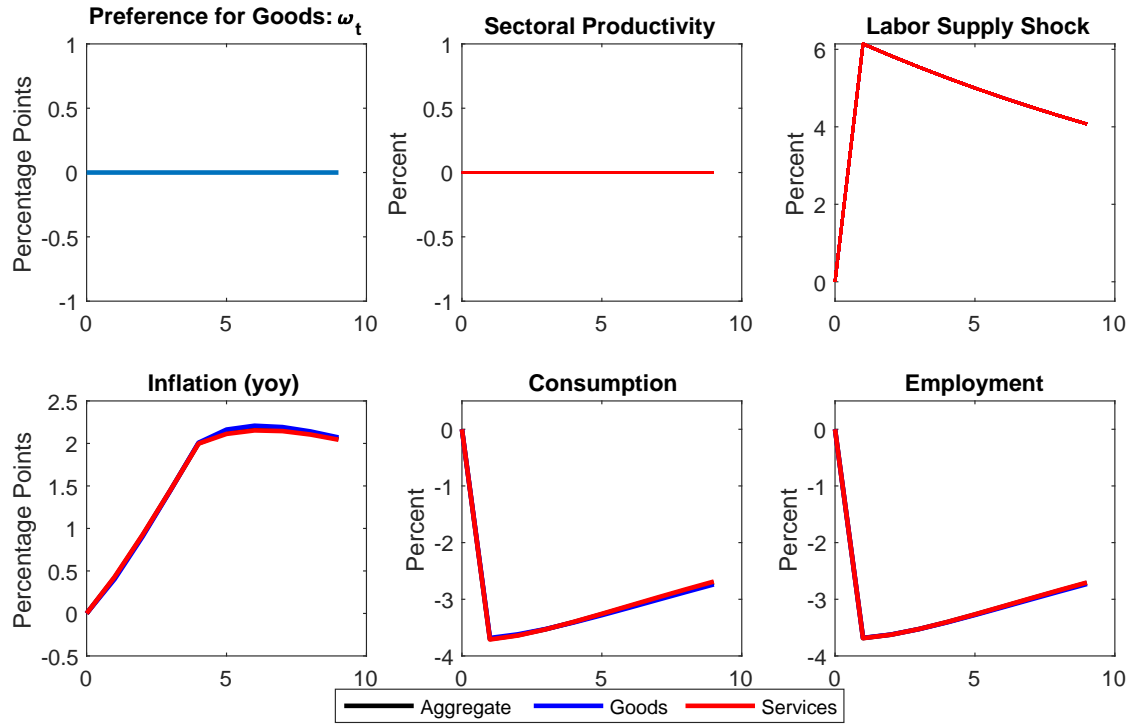 Preference for Goods: ω_t
Sectoral Productivity
Labor Supply Shock
Percentage Points
1
0.5
0
-0.5
-1
0 5 10
Percent
1
0.5
0
-0.5
-1
0 5 10
Percent
6
4
2
0
0 5 10
Inflation (yoy)
Consumption
Employment
Percentage Points
2.5
2
1.5
1
0.5
0
-0.5
0 5 10
Percent
0
-1
-2
-3
-4
0 5 10
Percent
0
-1
-2
-3
-4
0 5 10
Aggregate Goods Services